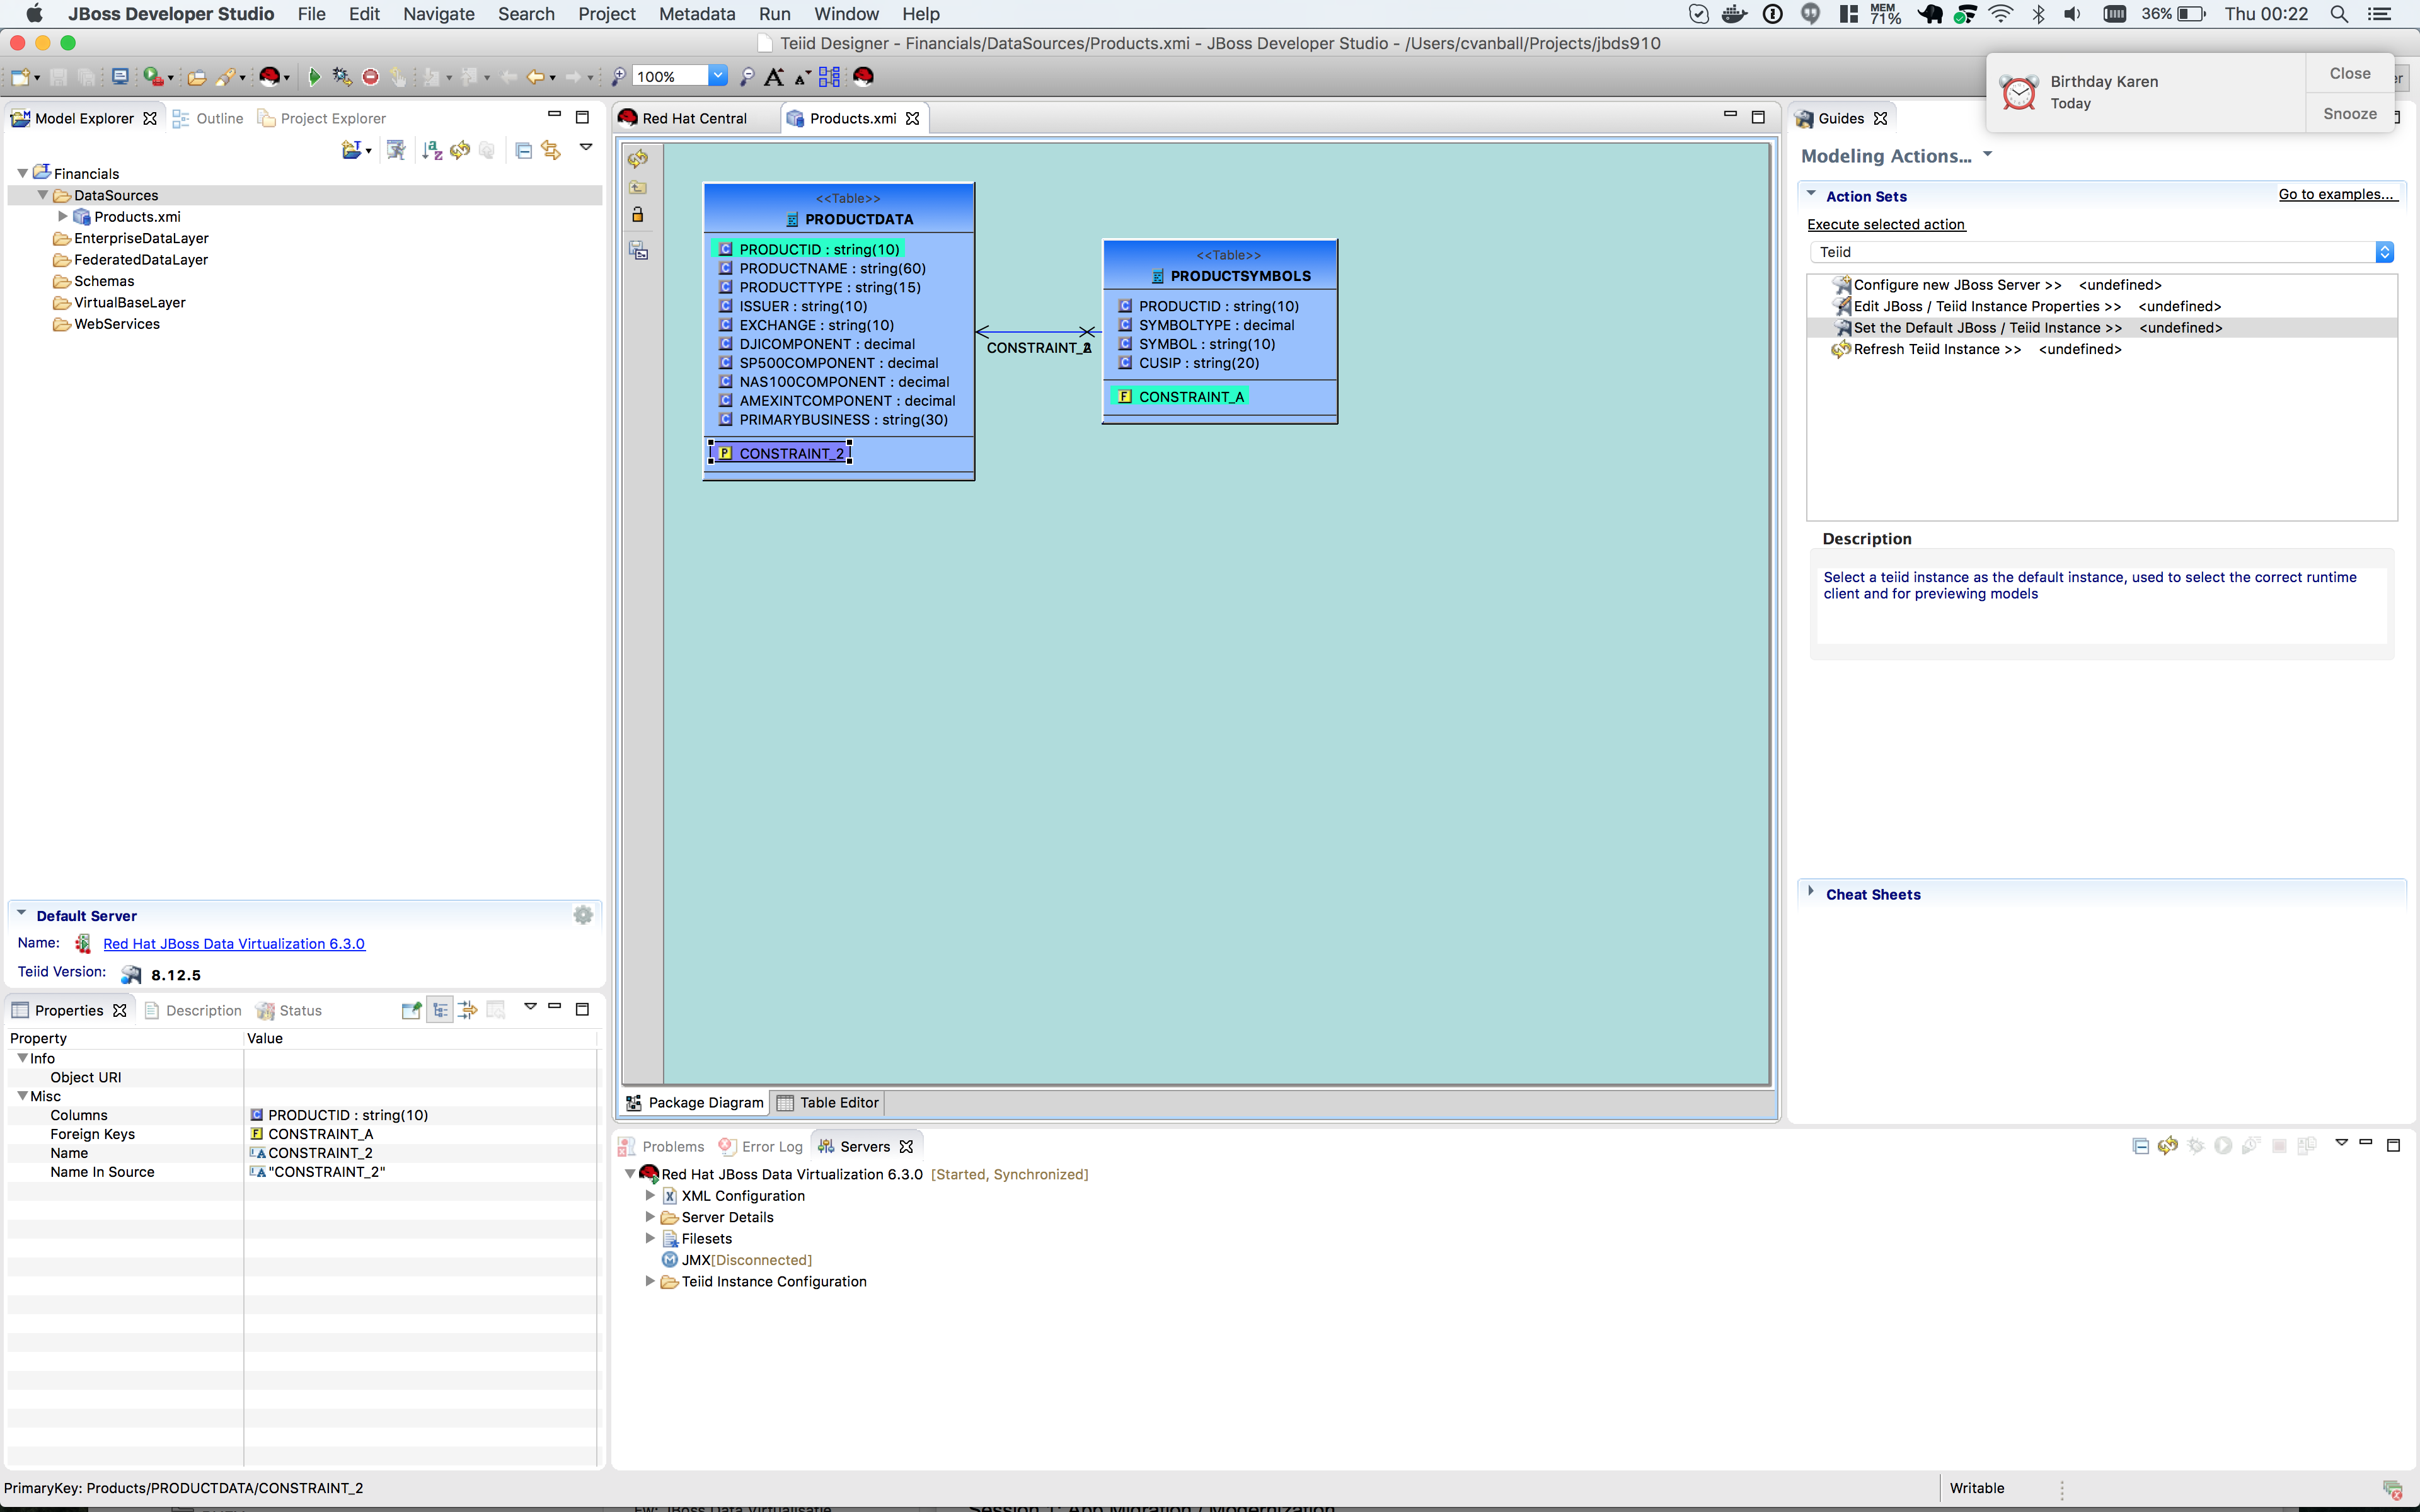 JBoss Developer Studio File Edit Navigate Search Project Metadata Run Window Help MEM 71% 36% Thu 00:22
Teiid Designer - Financials/DataSources/Products.xmi - JBoss Developer Studio - /Users/cvanball/Projects/jbds910
100%
Birthday Karen
Today
Close
Snooze
Model Explorer Outline Project Explorer
Financials
DataSources
Products.xmi
EnterpriseDataLayer
FederatedDataLayer
Schemas
VirtualBaseLayer
WebServices
Default Server
Name: Red Hat JBoss Data Virtualization 6.3.0
Teiid Version: 8.12.5
Properties Description Status
Property Value
Info
Object URI
Misc
Columns PRODUCTID : string(10)
Foreign Keys CONSTRAINT_A
Name CONSTRAINT_2
Name In Source "CONSTRAINT_2"
Red Hat Central Products.xmi
<<Table>>
PRODUCTDATA
PRODUCTID : string(10)
PRODUCTNAME : string(60)
PRODUCTTYPE : string(15)
ISSUER : string(10)
EXCHANGE : string(10)
DJICOMPONENT : decimal
SP500COMPONENT : decimal
NAS100COMPONENT : decimal
AMEXINTCOMPONENT : decimal
PRIMARYBUSINESS : string(30)
CONSTRAINT_2
<<Table>>
PRODUCTSYMBOLS
PRODUCTID : string(10)
SYMBOLTYPE : decimal
SYMBOL : string(10)
CUSIP : string(20)
CONSTRAINT_A
Package Diagram Table Editor
Problems Error Log Servers
Red Hat JBoss Data Virtualization 6.3.0 [Started, Synchronized]
XML Configuration
Server Details
Filesets
JMX[Disconnected]
Teiid Instance Configuration
Guides
Modeling Actions...
Action Sets Go to examples...
Execute selected action
Teiid
Configure new JBoss Server >> <undefined>
Edit JBoss / Teiid Instance Properties >> <undefined>
Set the Default JBoss / Teiid Instance >> <undefined>
Refresh Teiid Instance >> <undefined>
Description
Select a teiid instance as the default instance, used to select the correct runtime
client and for previewing models
Cheat Sheets
PrimaryKey: Products/PRODUCTDATA/CONSTRAINT_2 Writable